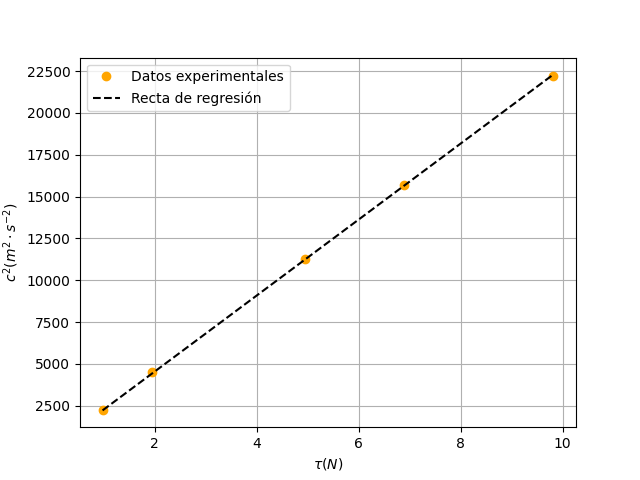 Datos experimentales
Recta de regresión
22500
20000
17500
15000
12500
10000
7500
5000
2500
c²(m² · s⁻²)
2 4 6 8 10
τ(N)